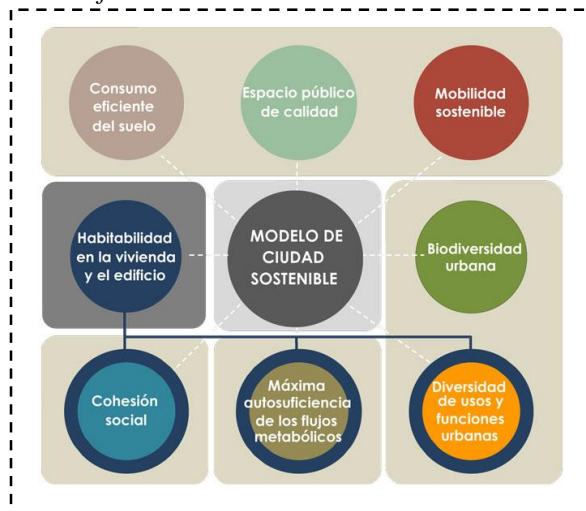 Consumo
eficiente
del suelo
Espacio público
de calidad
Mobilidad
sostenible
Habitabilidad
en la vivienda
y el edificio
MODELO DE
CIUDAD
SOSTENIBLE
Biodiversidad
urbana
Cohesión
social
Máxima
autosuficiencia
de los flujos
metabólicos
Diversidad
de usos y
funciones
urbanas